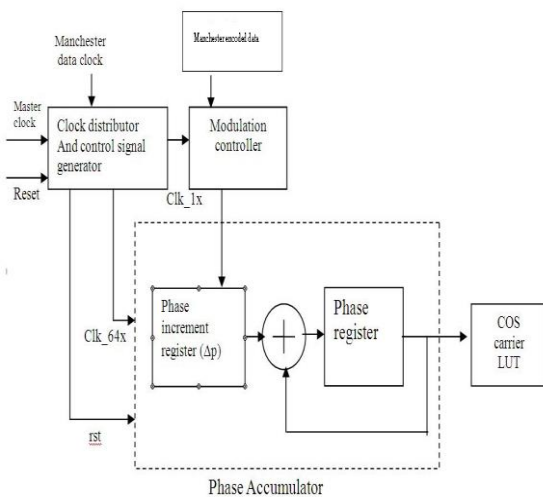 Manchester
data clock
Manchester encoded data
Master
clock
Reset
Clock distributor
And control signal
generator
Modulation
controller
Clk_1x
Clk_64x
rst
Phase
increment
register (Δp)
+
Phase
register
COS
carrier
LUT
Phase Accumulator